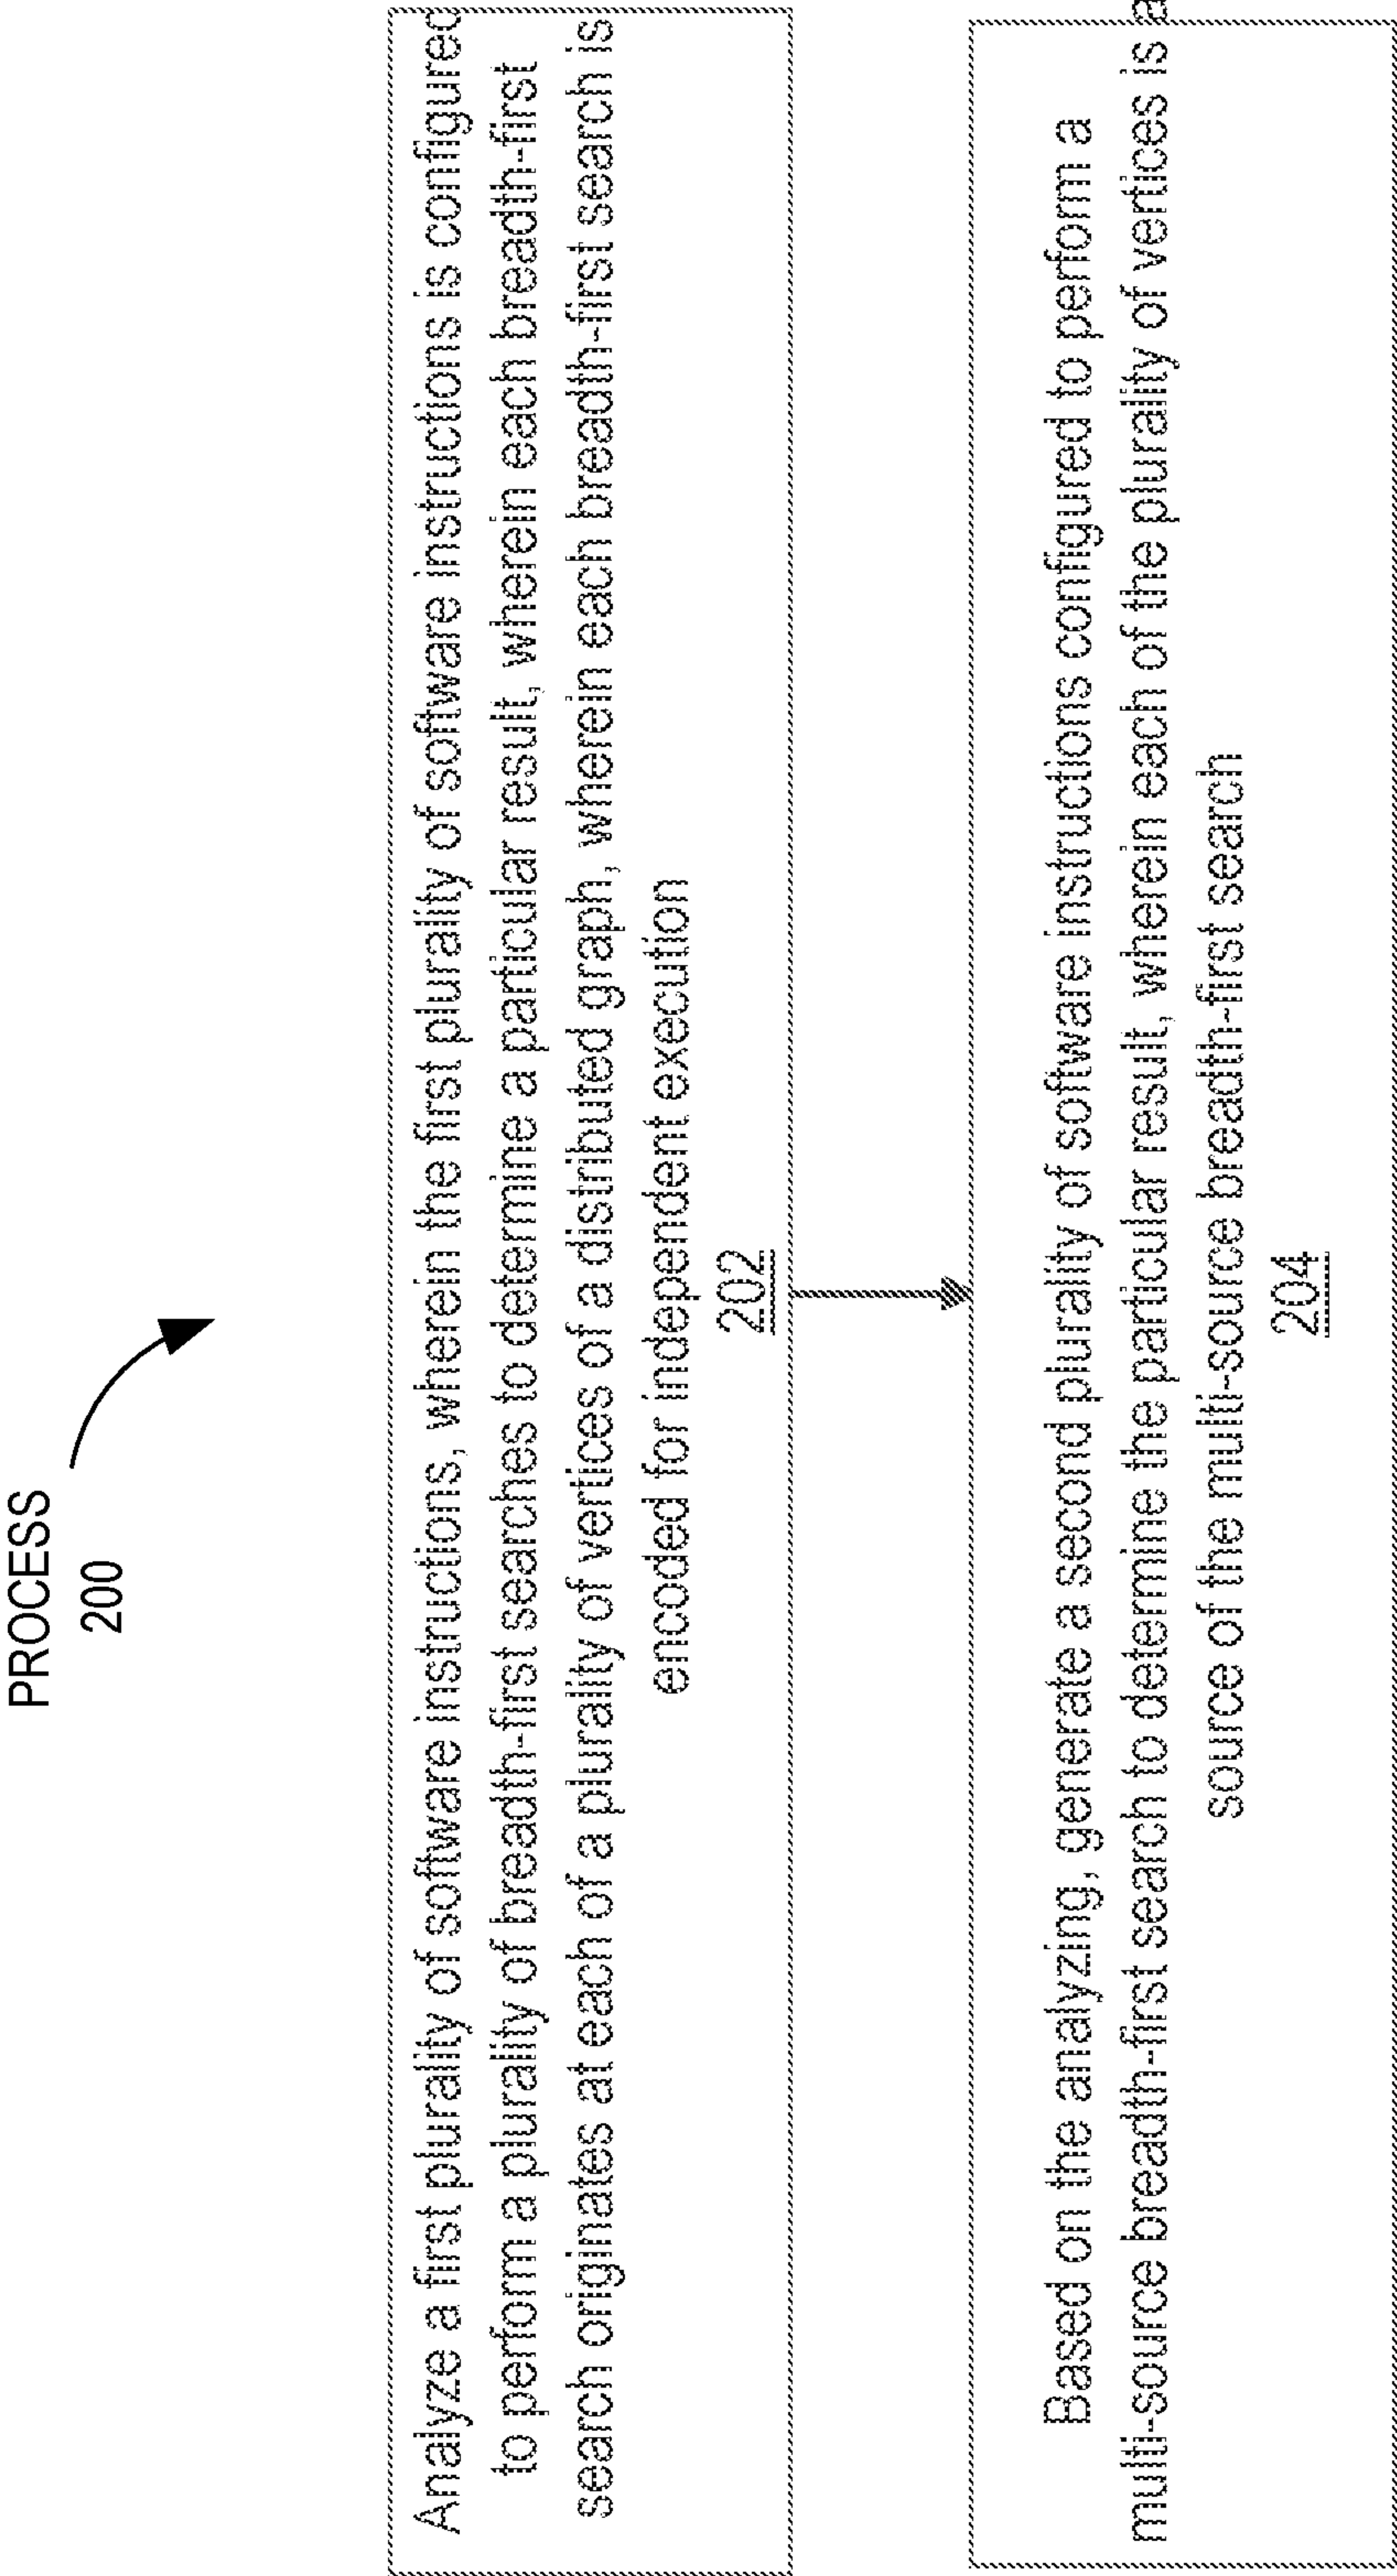 PROCESS
200
Analyze a first plurality of software instructions, wherein the first plurality of software instructions is configured
to perform a plurality of breadth-first searches to determine a particular result, wherein each breadth-first
search originates at each of a plurality of vertices of a distributed graph, wherein each breadth-first search is
encoded for independent execution
202
Based on the analyzing, generate a second plurality of software instructions configured to perform a
multi-source breadth-first search to determine the particular result, wherein each of the plurality of vertices is a
source of the multi-source breadth-first search
204